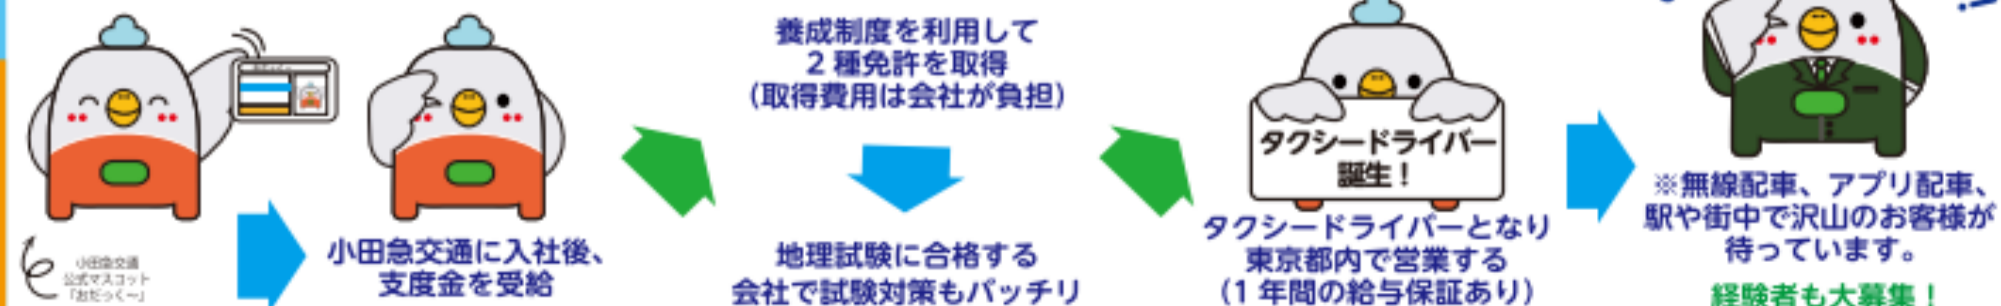 小田急交通
公式マスコット
「おだっく~」
小田急交通に入社後、
支度金を受給
養成制度を利用して
2種免許を取得
(取得費用は会社が負担)
地理試験に合格する
会社で試験対策もバッチリ
タクシードライバー
誕生!
タクシードライバーとなり
東京都内で営業する
(1年間の給与保証あり)
※無線配車、アプリ配車、
駅や街中で沢山のお客様が
待っています。
経験者も大募集!